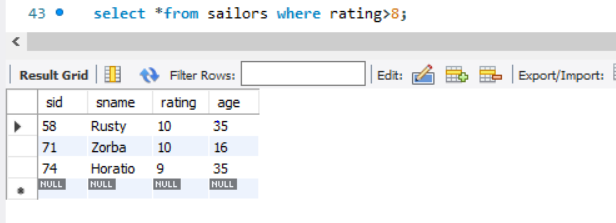 43 select *from sailors where rating>8;
Result Grid Filter Rows: Edit: Export/Import:
sid sname rating age
58 Rusty 10 35
71 Zorba 10 16
74 Horatio 9 35
NULL NULL NULL NULL